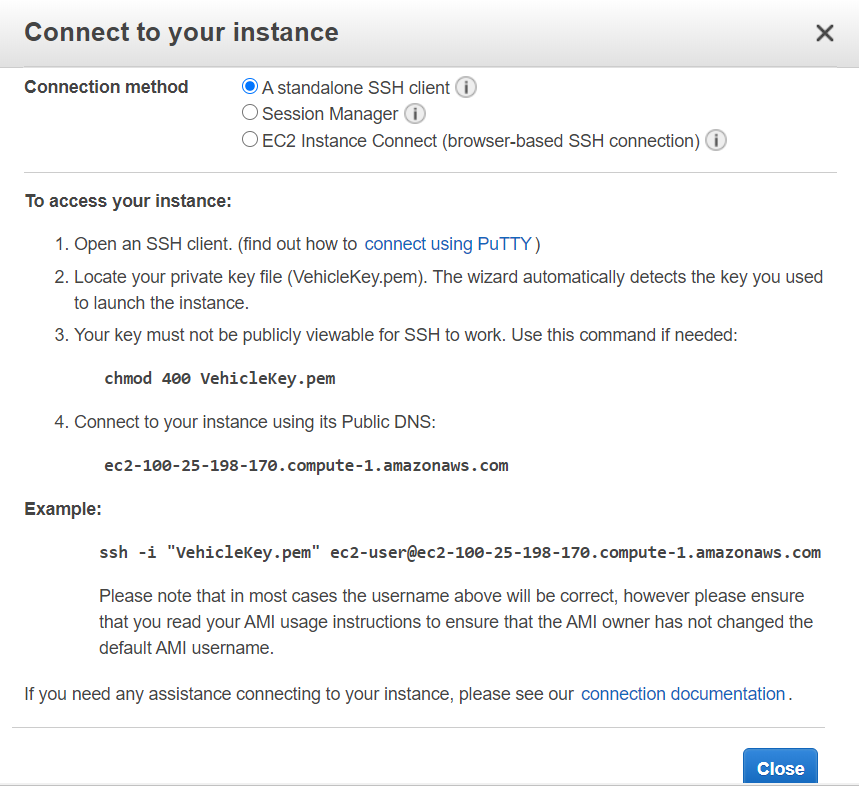 Connect to your instance
Connection method
A standalone SSH client
Session Manager
EC2 Instance Connect (browser-based SSH connection)
To access your instance:
1. Open an SSH client. (find out how to connect using PuTTY)
2. Locate your private key file (VehicleKey.pem). The wizard automatically detects the key you used
to launch the instance.
3. Your key must not be publicly viewable for SSH to work. Use this command if needed:
chmod 400 VehicleKey.pem
4. Connect to your instance using its Public DNS:
ec2-100-25-198-170.compute-1.amazonaws.com
Example:
ssh -i "VehicleKey.pem" ec2-user@ec2-100-25-198-170.compute-1.amazonaws.com
Please note that in most cases the username above will be correct, however please ensure
that you read your AMI usage instructions to ensure that the AMI owner has not changed the
default AMI username.
If you need any assistance connecting to your instance, please see our connection documentation.
Close